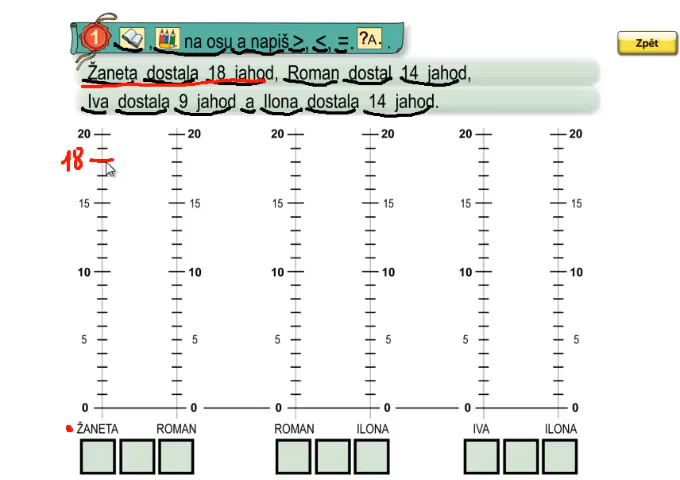 1 , na osu a napiš >, <, =. ?A. .
Zpět
Žaneta dostala 18 jahod, Roman dostal 14 jahod,
Iva dostala 9 jahod a Ilona dostala 14 jahod.
20 20 20 20 20 20
18
15 15 15 15 15 15
10 10 10 10 10 10
5 5 5 5 5 5
0 0 0 0 0 0
ŽANETA ROMAN ROMAN ILONA IVA ILONA